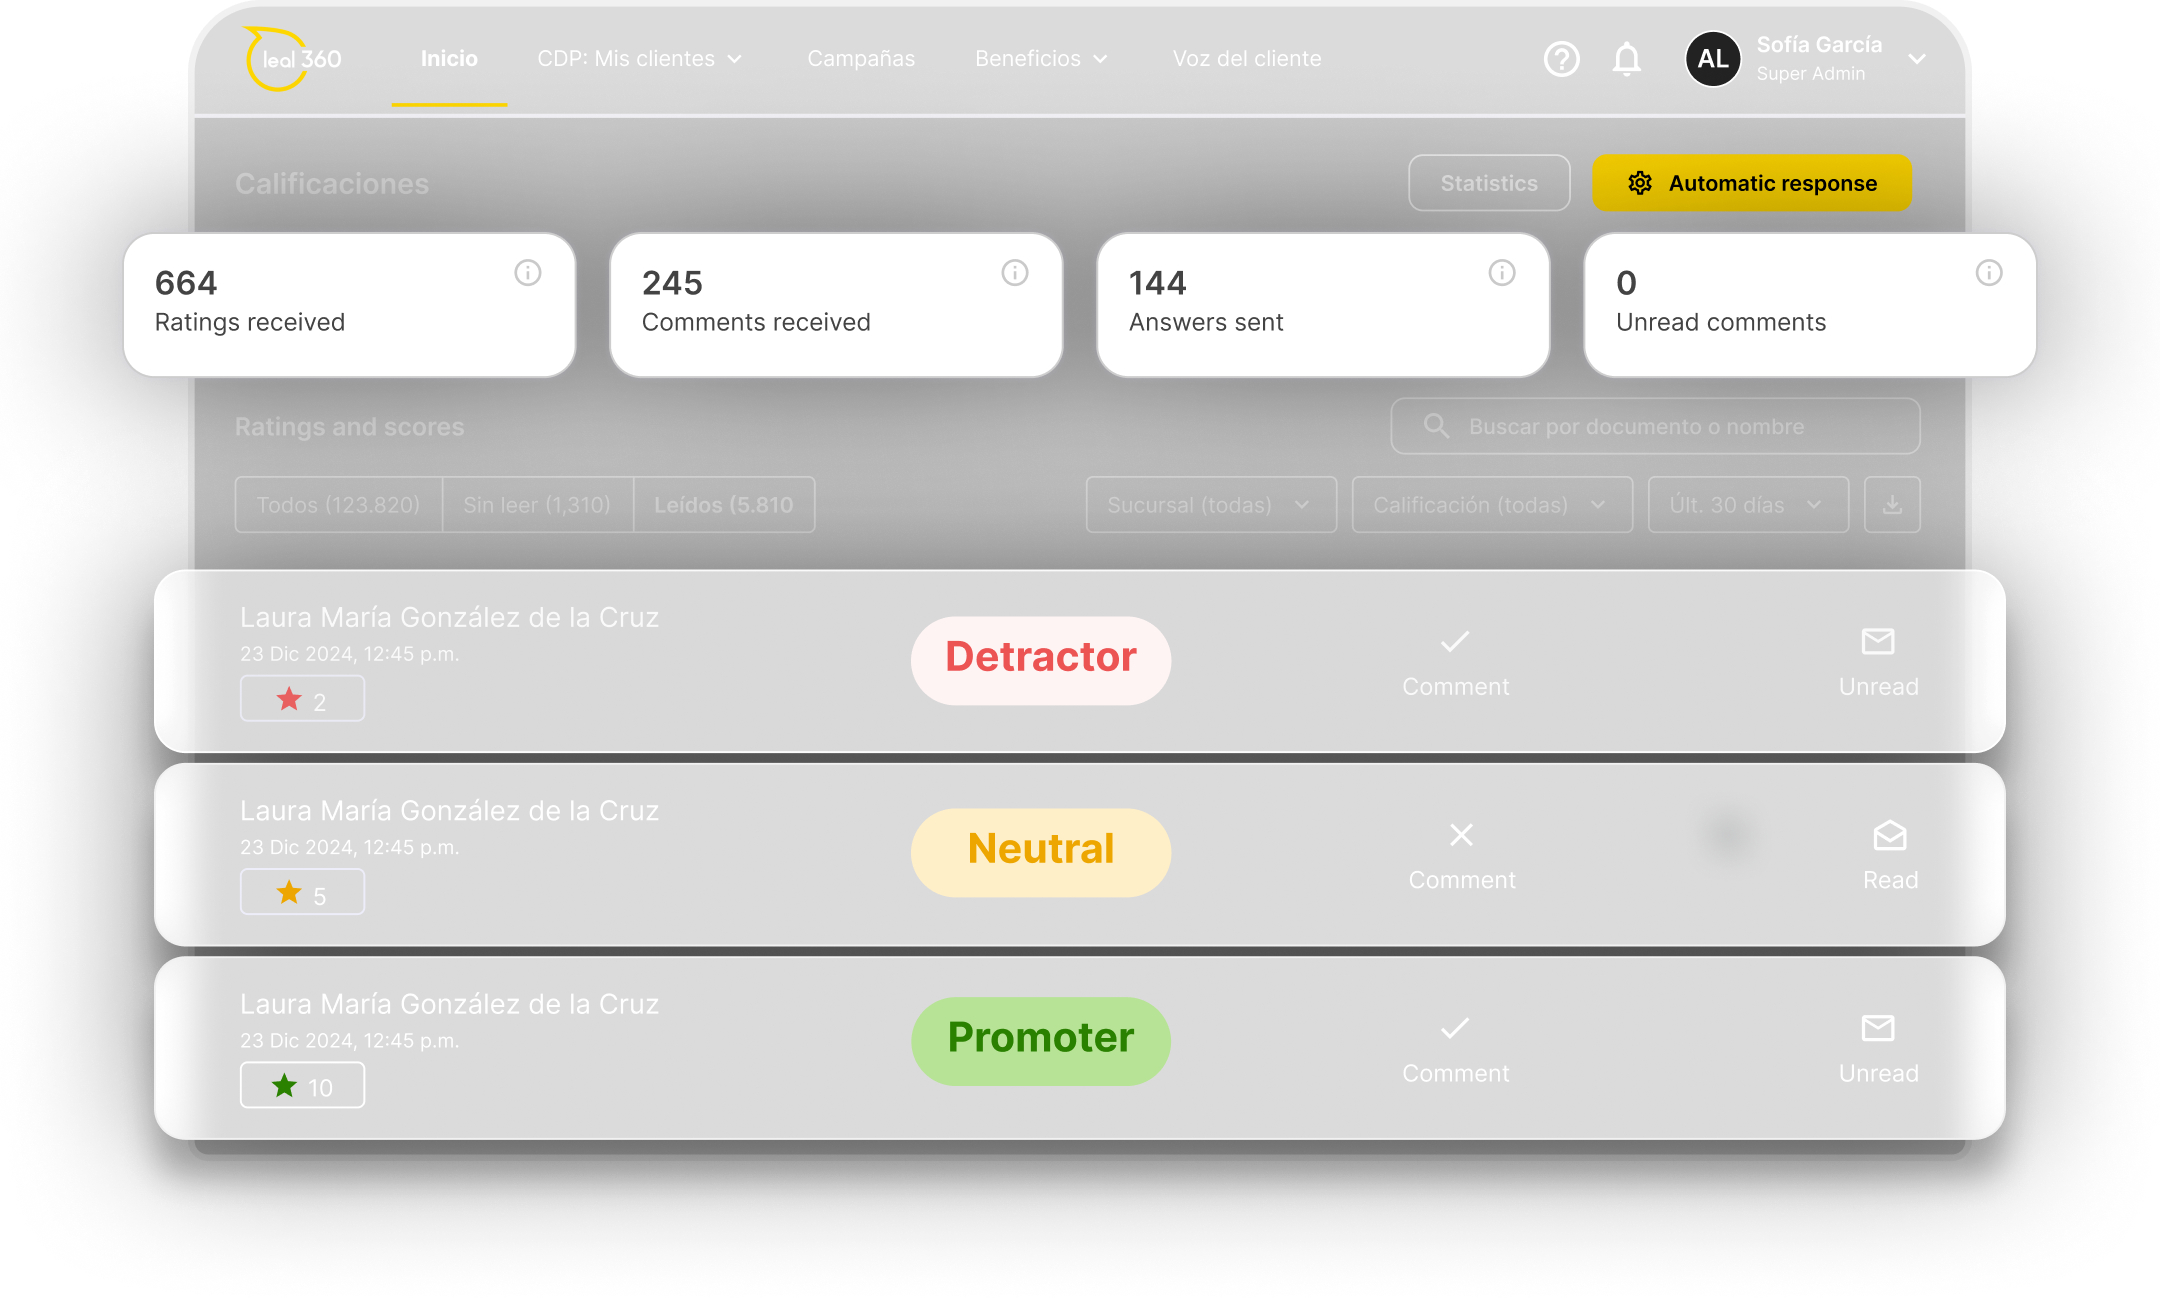 leal 360
Inicio
CDP: Mis clientes
Campañas
Beneficios
Voz del cliente
AL
Sofía García
Super Admin
Calificaciones
Statistics
Automatic response
664
Ratings received
245
Comments received
144
Answers sent
0
Unread comments
Ratings and scores
Buscar por documento o nombre
Todos (123.820)
Sin leer (1,310)
Leídos (5.810
Sucursal (todas)
Calificación (todas)
Últ. 30 días
Laura María González de la Cruz
23 Dic 2024, 12:45 p.m.
2
Detractor
Comment
Unread
Laura María González de la Cruz
23 Dic 2024, 12:45 p.m.
5
Neutral
Comment
Read
Laura María González de la Cruz
23 Dic 2024, 12:45 p.m.
10
Promoter
Comment
Unread